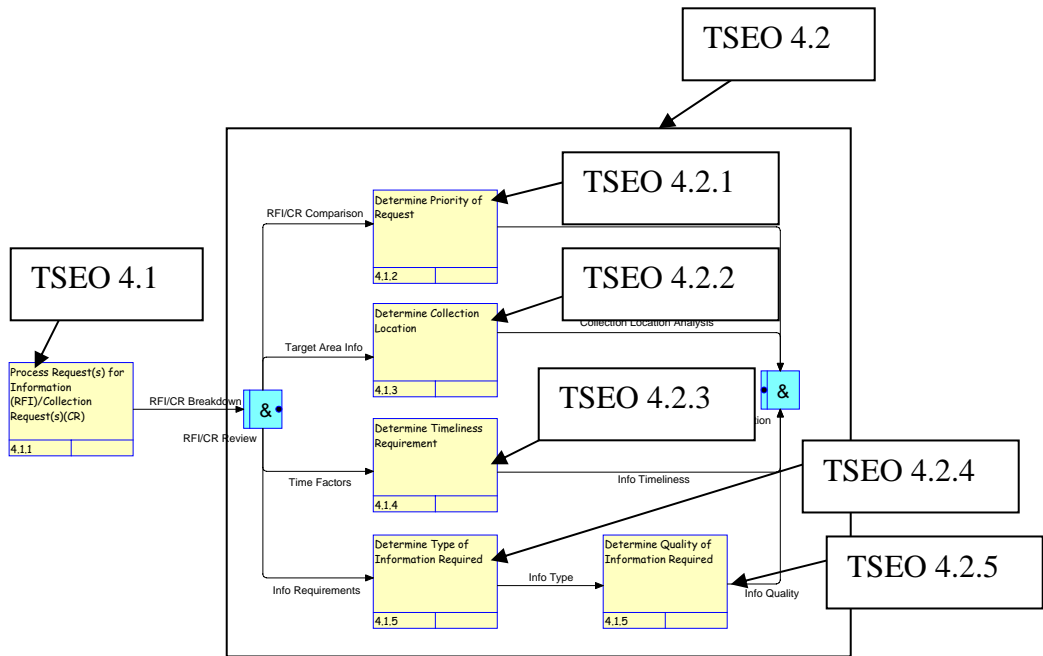 TSEO 4.2
TSEO 4.2.1
Determine Priority of
Request
4.1.2
RFI/CR Comparison
TSEO 4.1
TSEO 4.2.2
Determine Collection
Location
4.1.3
Collection Location Analysis
Target Area Info
Process Request(s) for
Information
(RFI)/Collection
Request(s)(CR)
4.1.1
RFI/CR Breakdown
&
RFI/CR Review
&
TSEO 4.2.3
Determine Timeliness
Requirement
4.1.4
Time Factors
Info Timeliness
TSEO 4.2.4
Determine Type of
Information Required
4.1.5
Info Requirements
Info Type
Determine Quality of
Information Required
4.1.5
Info Quality
TSEO 4.2.5